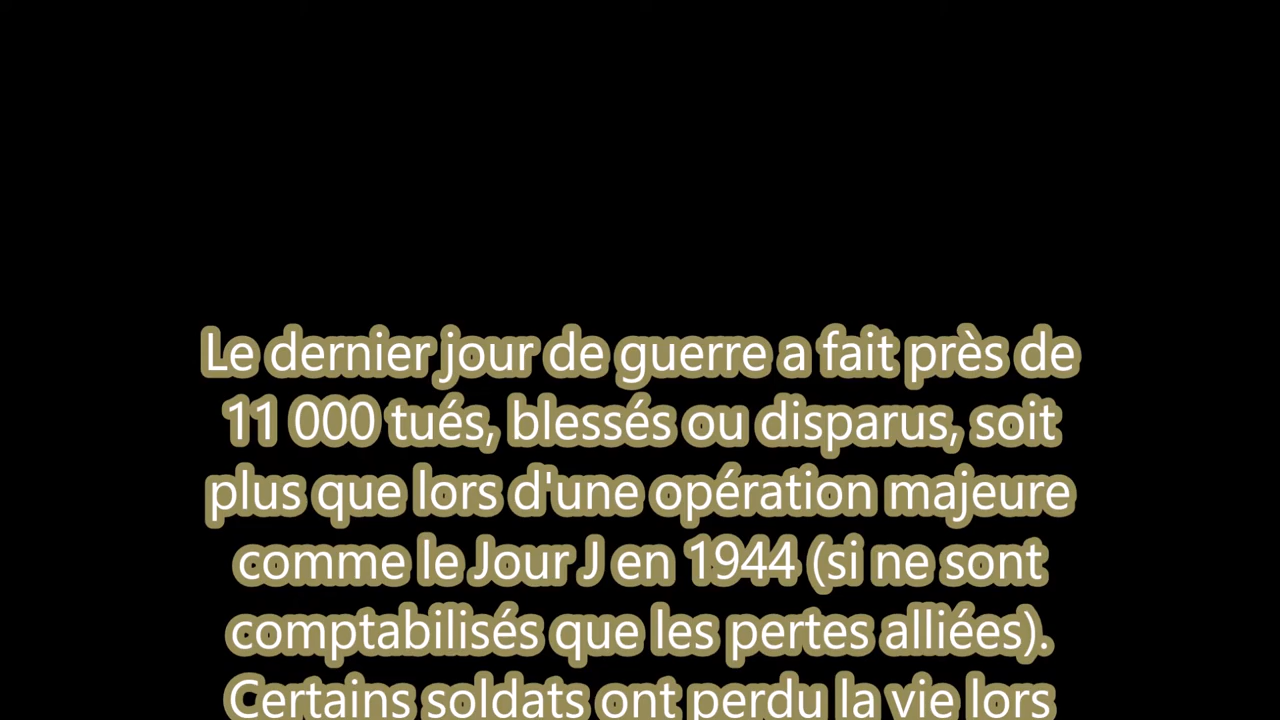 Le dernier jour de guerre a fait près de
11 000 tués, blessés ou disparus, soit
plus que lors d'une opération majeure
comme le Jour J en 1944 (si ne sont
comptabilisés que les pertes alliées).
Certains soldats ont perdu la vie lors